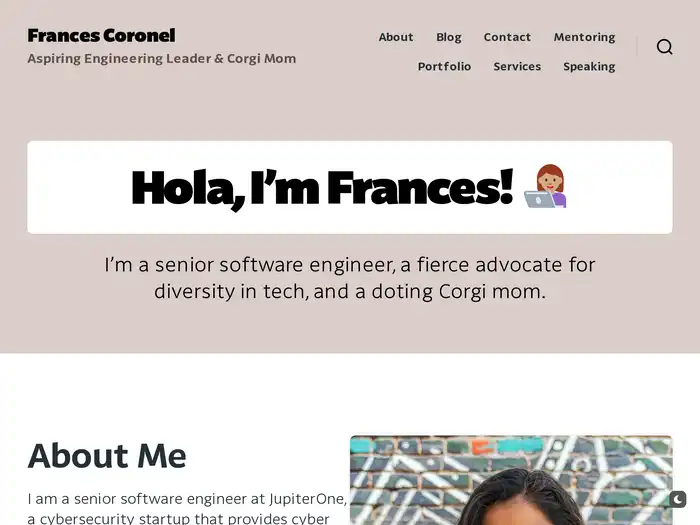 Frances Coronel
Aspiring Engineering Leader & Corgi Mom
About Blog Contact Mentoring
Portfolio Services Speaking
Hola, I’m Frances!
I’m a senior software engineer, a fierce advocate for
diversity in tech, and a doting Corgi mom.
About Me
I am a senior software engineer at JupiterOne,
a cybersecurity startup that provides cyber